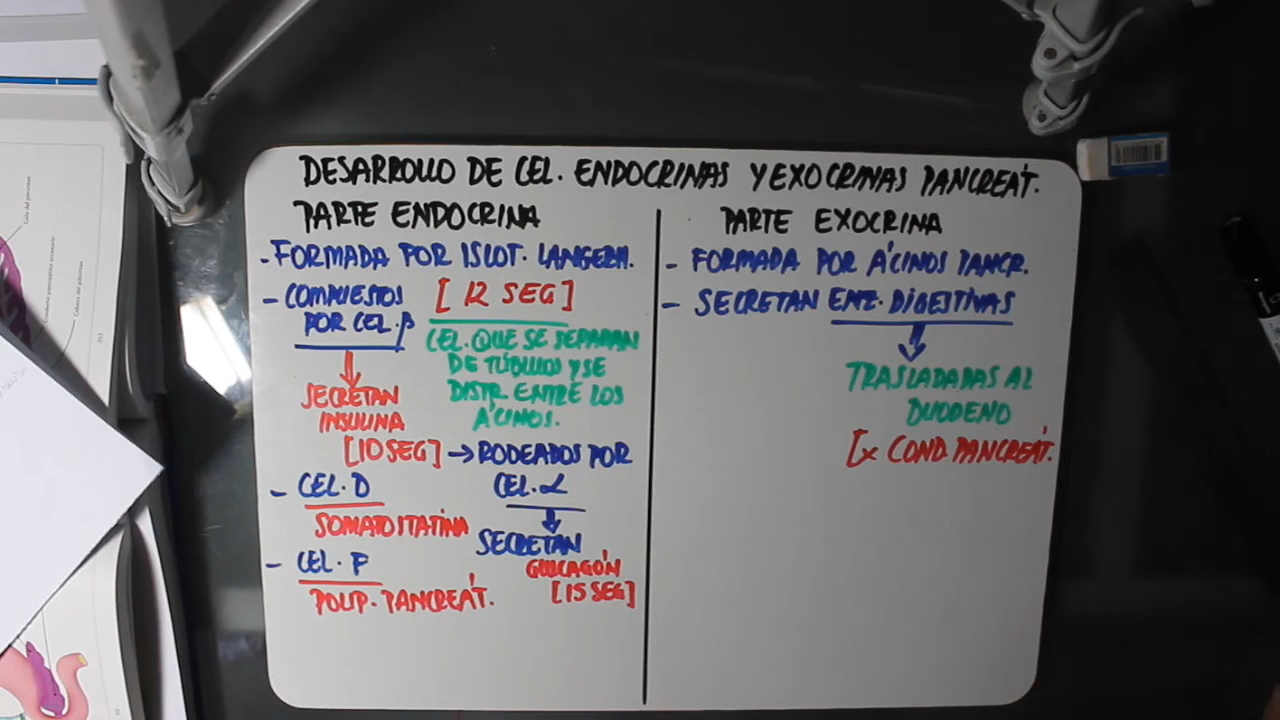 DESARROLLO DE CEL. ENDOCRINAS Y EXOCRINAS PANCREÁT.
PARTE ENDOCRINA
- FORMADA POR ISLOT. LANGERH.
- COMPUESTOS
POR CEL. β
[12 SEG]
CEL. QUE SE SEPARAN
DE TÚBULOS Y SE
DISTR. ENTRE LOS
ÁCINOS.
SECRETAN
INSULINA
[10 SEG] → RODEADOS POR
CEL. α
SECRETAN
GLUCAGÓN
[15 SEG]
- CEL. D
SOMATOSTATINA
- CEL. F
POLIP. PANCREÁT.
PARTE EXOCRINA
- FORMADA POR ÁCINOS PANCR.
- SECRETAN ENZ. DIGESTIVAS
TRASLADADAS AL
DUODENO
[x COND. PANCREÁT.